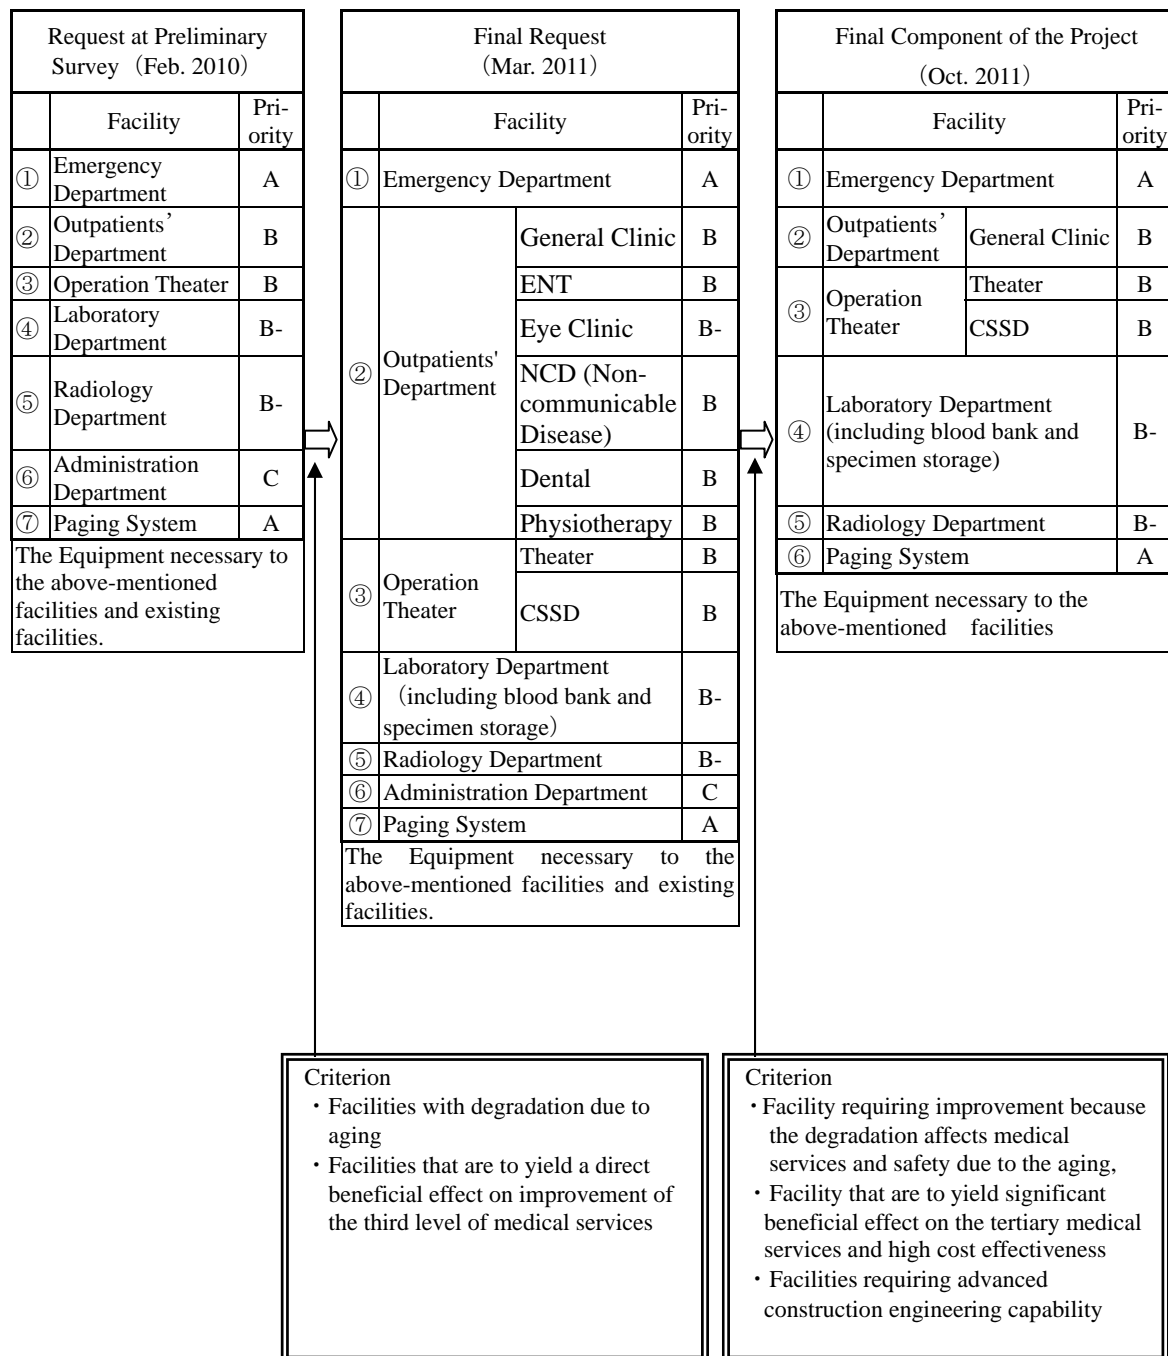 Request at Preliminary
Survey（Feb. 2010）
Facility
Pri-
ority
① Emergency
Department
A
② Outpatients’
Department
B
③ Operation Theater B
④ Laboratory
Department
B-
⑤ Radiology
Department
B-
⑥ Administration
Department
C
⑦ Paging System A
The Equipment necessary to
the above-mentioned
facilities and existing
facilities.
Final Request
（Mar. 2011）
Facility
Pri-
ority
① Emergency Department A
② Outpatients'
Department
General Clinic B
ENT B
Eye Clinic B-
NCD (Non-
communicable
Disease)
B
Dental B
Physiotherapy B
③ Operation
Theater
Theater B
CSSD B
④ Laboratory Department
（including blood bank and
specimen storage）
B-
⑤ Radiology Department B-
⑥ Administration Department C
⑦ Paging System A
The Equipment necessary to the
above-mentioned facilities and existing
facilities.
Final Component of the Project
（Oct. 2011）
Facility
Pri-
ority
① Emergency Department A
② Outpatients’
Department
General Clinic B
③ Operation
Theater
Theater B
CSSD B
④ Laboratory Department
(including blood bank and
specimen storage)
B-
⑤ Radiology Department B-
⑥ Paging System A
The Equipment necessary to the
above-mentioned facilities
Criterion
・Facilities with degradation due to
aging
・Facilities that are to yield a direct
beneficial effect on improvement of
the third level of medical services
Criterion
・Facility requiring improvement because
the degradation affects medical
services and safety due to the aging,
・Facility that are to yield significant
beneficial effect on the tertiary medical
services and high cost effectiveness
・Facilities requiring advanced
construction engineering capability